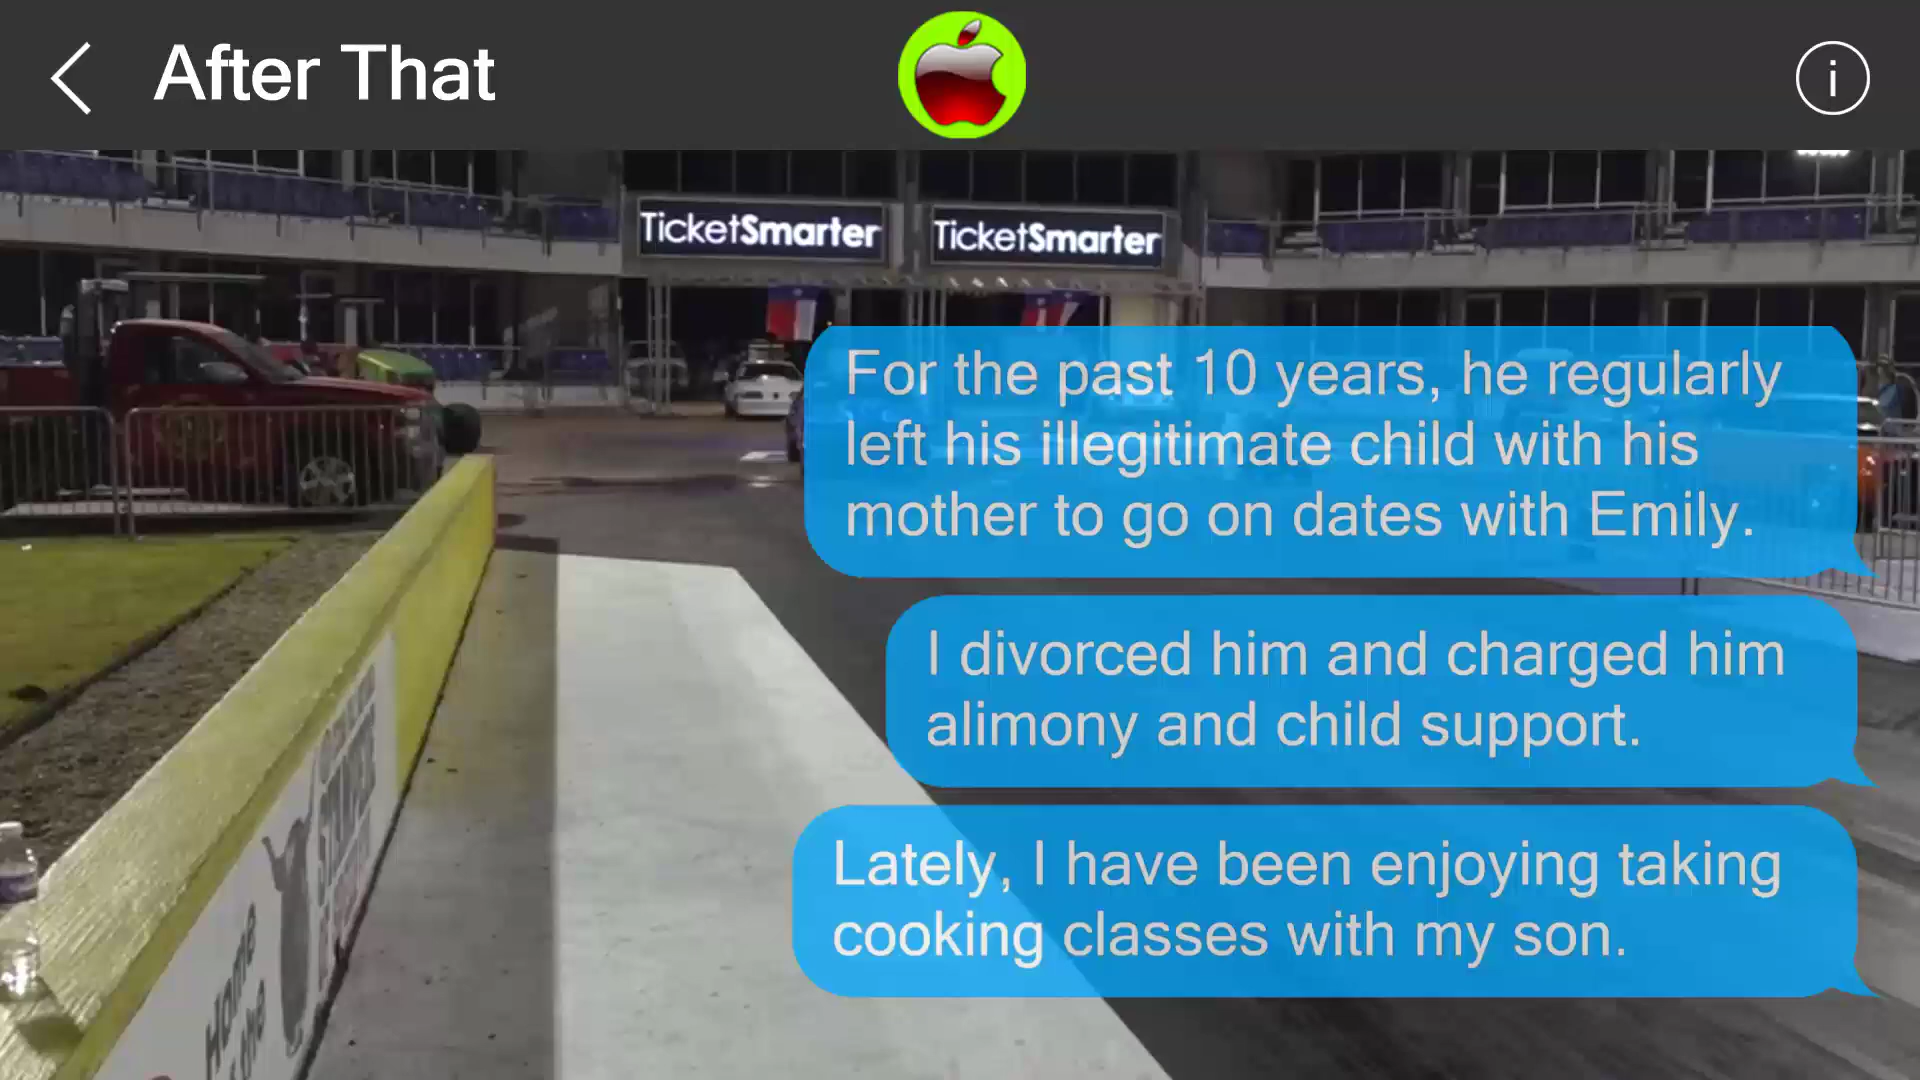 After That
i
TicketSmarter TicketSmarter
For the past 10 years, he regularly
left his illegitimate child with his
mother to go on dates with Emily.
I divorced him and charged him
alimony and child support.
Lately, I have been enjoying taking
cooking classes with my son.
Home